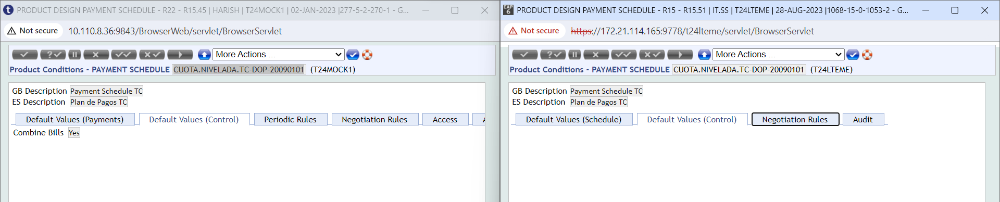 PRODUCT DESIGN PAYMENT SCHEDULE - R22 - R15.45 | HARISH | T24MOCK1 | 02-JAN-2023 |277-5-2-270-1 - G...
Not secure 10.110.8.36:9843/BrowserWeb/servlet/BrowserServlet
More Actions ...
Product Conditions - PAYMENT SCHEDULE CUOTA.NIVELADA.TC-DOP-20090101 (T24MOCK1)
GB Description Payment Schedule TC
ES Description Plan de Pagos TC
Default Values (Payments) Default Values (Control) Periodic Rules Negotiation Rules Access
Combine Bills Yes
PRODUCT DESIGN PAYMENT SCHEDULE - R15 - R15.51 | IT.SS | T24LTEME | 28-AUG-2023 |1068-15-0-1053-2 - G...
Not secure https://172.21.114.165:9778/t24lteme/servlet/BrowserServlet
More Actions ...
Product Conditions - PAYMENT SCHEDULE CUOTA.NIVELADA.TC-DOP-20090101 (T24LTEME)
GB Description Payment Schedule TC
ES Description Plan de Pagos TC
Default Values (Schedule) Default Values (Control) Negotiation Rules Audit